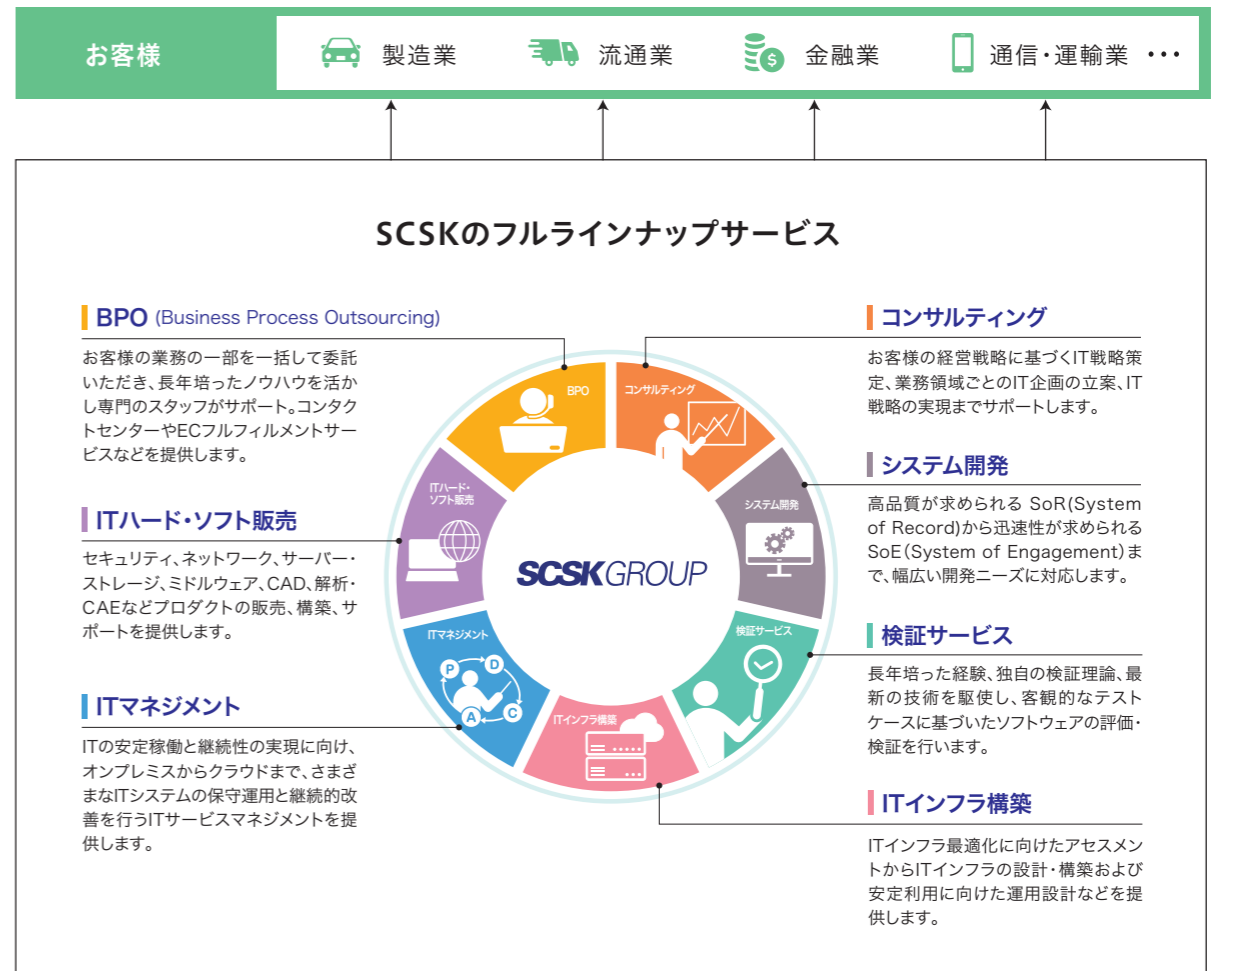 お客様
製造業
流通業
金融業
通信・運輸業 ・・・
SCSKのフルラインナップサービス
BPO (Business Process Outsourcing)
お客様の業務の一部を一括して委託
いただき、長年培ったノウハウを活か
し専門のスタッフがサポート。コンタク
トセンターやECフルフィルメントサー
ビスなどを提供します。
ITハード・ソフト販売
セキュリティ、ネットワーク、サーバー・
ストレージ、ミドルウェア、CAD、解析・
CAEなどプロダクトの販売、構築、サ
ポートを提供します。
ITマネジメント
ITの安定稼働と継続性の実現に向け、
オンプレミスからクラウドまで、さまざ
まなITシステムの保守運用と継続的改
善を行うITサービスマネジメントを提
供します。
BPO
コンサルティング
ITハード・
ソフト販売
システム開発
SCSKGROUP
ITマネジメント
検証サービス
P
D
A
C
ITインフラ構築
$
コンサルティング
お客様の経営戦略に基づくIT戦略策
定、業務領域ごとのIT企画の立案、IT
戦略の実現までサポートします。
システム開発
高品質が求められる SoR(System
of Record)から迅速性が求められる
SoE(System of Engagement)ま
で、幅広い開発ニーズに対応します。
検証サービス
長年培った経験、独自の検証理論、最
新の技術を駆使し、客観的なテスト
ケースに基づいたソフトウェアの評価・
検証を行います。
ITインフラ構築
ITインフラ最適化に向けたアセスメン
トからITインフラの設計・構築および
安定利用に向けた運用設計などを提
供します。